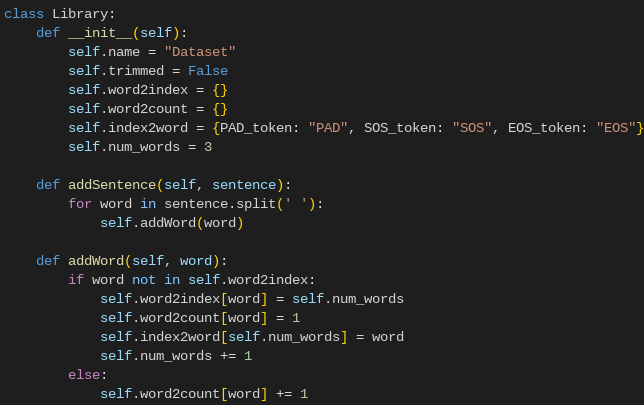 class Library:
    def __init__(self):
        self.name = "Dataset"
        self.trimmed = False
        self.word2index = {}
        self.word2count = {}
        self.index2word = {PAD_token: "PAD", SOS_token: "SOS", EOS_token: "EOS"}
        self.num_words = 3

    def addSentence(self, sentence):
        for word in sentence.split(' '):
            self.addWord(word)

    def addWord(self, word):
        if word not in self.word2index:
            self.word2index[word] = self.num_words
            self.word2count[word] = 1
            self.index2word[self.num_words] = word
            self.num_words += 1
        else:
            self.word2count[word] += 1